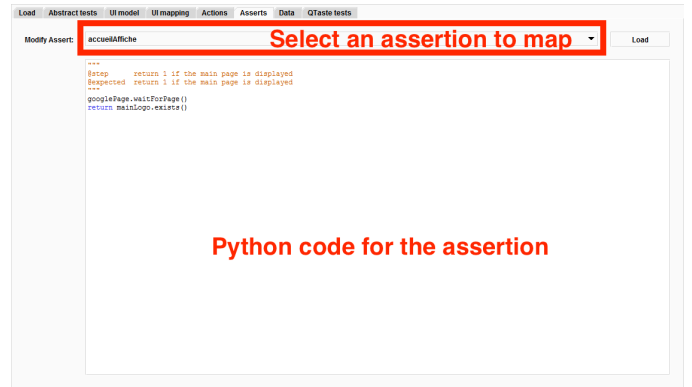 Load Abstract tests UI model UI mapping Actions Asserts Data QTaste tests
Modify Assert: accueilAffiche Select an assertion to map Load
"""
@step return 1 if the main page is displayed
@expected return 1 if the main page is displayed
"""
googlePage.waitForPage()
return mainLogo.exists()
Python code for the assertion